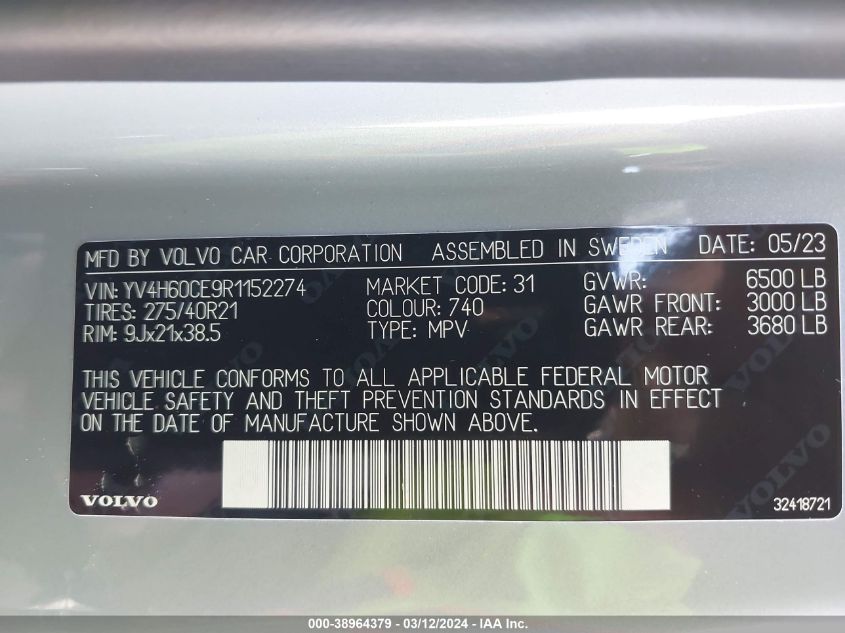 MFD BY VOLVO CAR CORPORATION ASSEMBLED IN SWEDEN DATE: 05/23
VIN: YV4H60CE9R1152274 MARKET CODE: 31 GVWR: 6500 LB
TIRES: 275/40R21 COLOUR: 740 GAWR FRONT: 3000 LB
RIM: 9Jx21x38.5 TYPE: MPV GAWR REAR: 3680 LB
THIS VEHICLE CONFORMS TO ALL APPLICABLE FEDERAL MOTOR
VEHICLE SAFETY AND THEFT PREVENTION STANDARDS IN EFFECT
ON THE DATE OF MANUFACTURE SHOWN ABOVE.
VOLVO 32418721
000-38964379 - 03/12/2024 - IAA Inc.